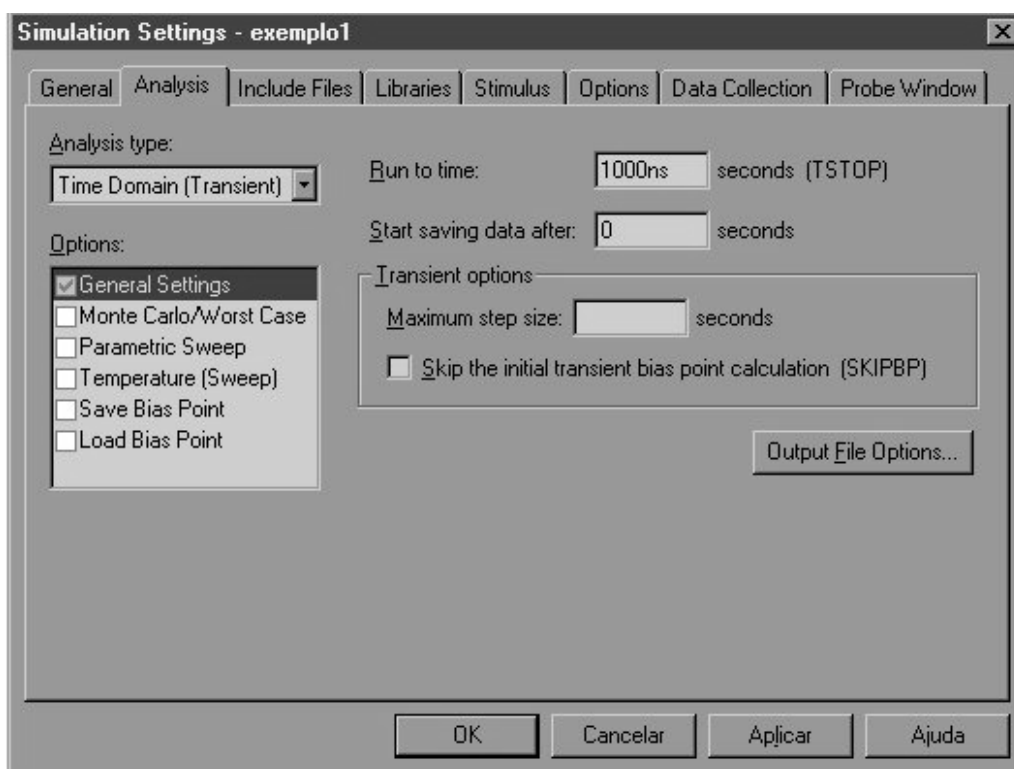 Simulation Settings - exemplo1
General Analysis Include Files Libraries Stimulus Options Data Collection Probe Window
Analysis type:
Time Domain (Transient)
Run to time: 1000ns seconds (TSTOP)
Start saving data after: 0 seconds
Options:
General Settings
Monte Carlo/Worst Case
Parametric Sweep
Temperature (Sweep)
Save Bias Point
Load Bias Point
Transient options
Maximum step size: seconds
Skip the initial transient bias point calculation (SKIPBP)
Output File Options...
OK Cancelar Aplicar Ajuda